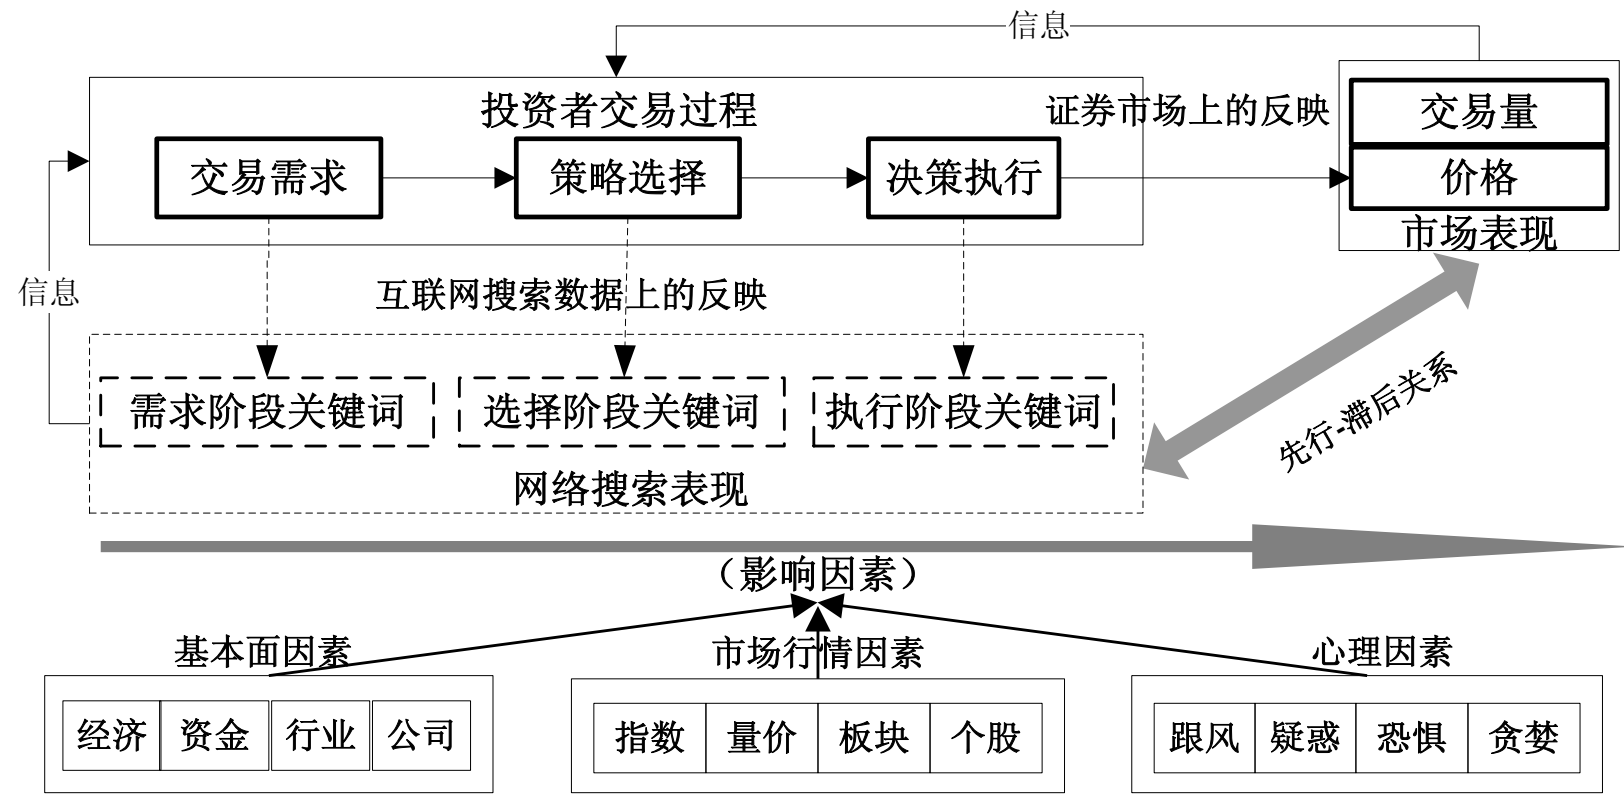 信息
投资者交易过程
证券市场上的反映
交易量
交易需求
策略选择
决策执行
价格
市场表现
信息
互联网搜索数据上的反映
需求阶段关键词
选择阶段关键词
执行阶段关键词
先行-滞后关系
网络搜索表现
（影响因素）
基本面因素
市场行情因素
心理因素
经济
资金
行业
公司
指数
量价
板块
个股
跟风
疑惑
恐惧
贪婪